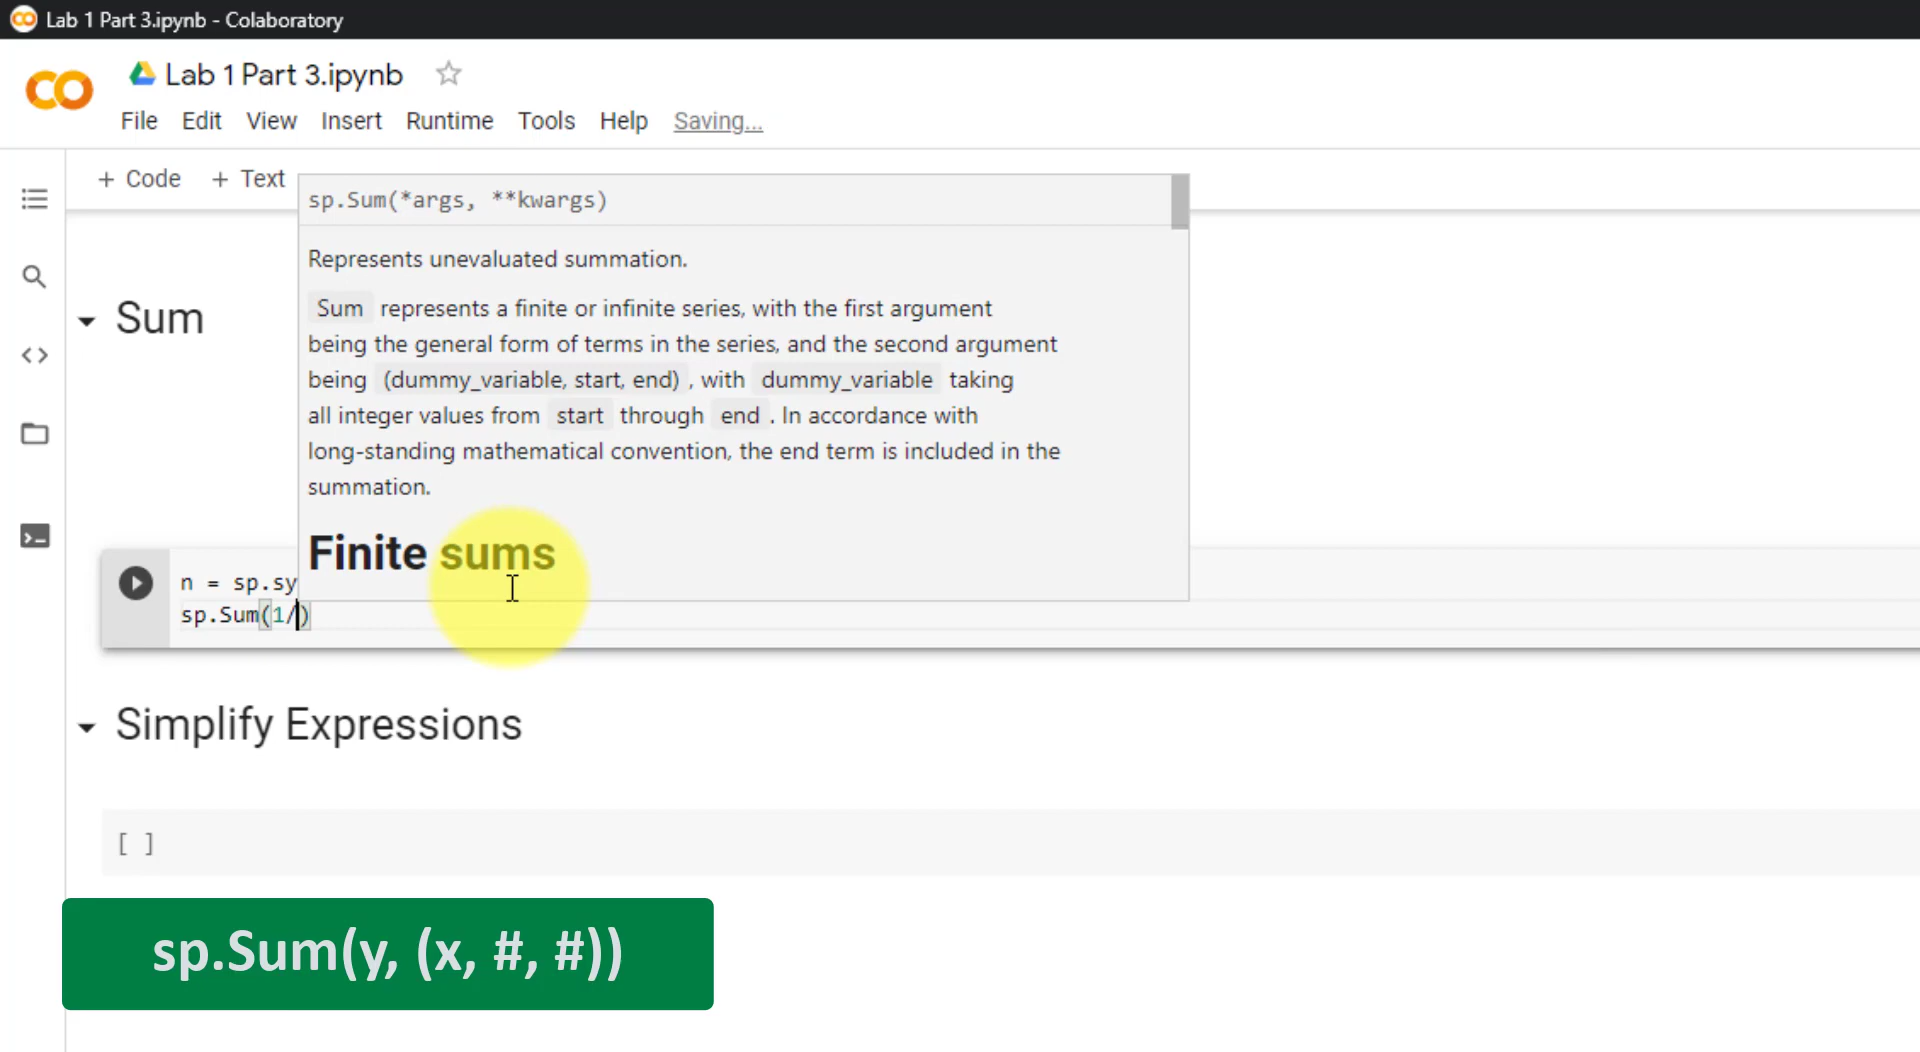 Lab 1 Part 3.ipynb - Colaboratory
Lab 1 Part 3.ipynb
File Edit View Insert Runtime Tools Help Saving...
+ Code + Text
sp.Sum(*args, **kwargs)
Represents unevaluated summation.
Sum represents a finite or infinite series, with the first argument
being the general form of terms in the series, and the second argument
being (dummy_variable, start, end) , with dummy_variable taking
all integer values from start through end . In accordance with
long-standing mathematical convention, the end term is included in the
summation.
Finite sums
Sum
n = sp.sy
sp.Sum(1/)
Simplify Expressions
[ ]
sp.Sum(y, (x, #, #))